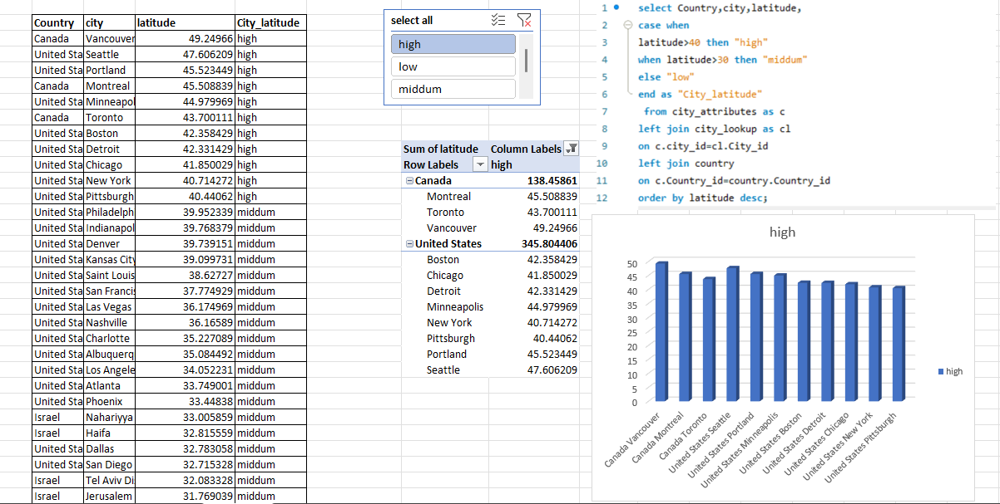 Country city latitude City_latitude
Canada Vancouver 49.24966 high
United Sta Seattle 47.606209 high
United Sta Portland 45.523449 high
Canada Montreal 45.508839 high
United Sta Minneapol 44.979969 high
Canada Toronto 43.700111 high
United Sta Boston 42.358429 high
United Sta Detroit 42.331429 high
United Sta Chicago 41.850029 high
United Sta New York 40.714272 high
United Sta Pittsburgh 40.44062 high
United Sta Philadelph 39.952339 middum
United Sta Indianapol 39.768379 middum
United Sta Denver 39.739151 middum
United Sta Kansas City 39.099731 middum
United Sta Saint Louis 38.62727 middum
United Sta San Francis 37.774929 middum
United Sta Las Vegas 36.174969 middum
United Sta Nashville 36.16589 middum
United Sta Charlotte 35.227089 middum
United Sta Albuquerq 35.084492 middum
United Sta Los Angele 34.052231 middum
United Sta Atlanta 33.749001 middum
United Sta Phoenix 33.44838 middum
Israel Nahariyya 33.005859 middum
Israel Haifa 32.815559 middum
United Sta Dallas 32.783058 middum
United Sta San Diego 32.715328 middum
Israel Tel Aviv Di 32.083328 middum
Israel Jerusalem 31.769039 middum
select all
high
low
middum
Sum of latitude Column Labels
Row Labels high
Canada 138.45861
Montreal 45.508839
Toronto 43.700111
Vancouver 49.24966
United States 345.804406
Boston 42.358429
Chicago 41.850029
Detroit 42.331429
Minneapolis 44.979969
New York 40.714272
Pittsburgh 40.44062
Portland 45.523449
Seattle 47.606209
1 select Country,city,latitude,
2 case when
3 latitude>40 then "high"
4 when latitude>30 then "middum"
5 else "low"
6 end as "City_latitude"
7 from city_attributes as c
8 left join city_lookup as cl
9 on c.city_id=cl.City_id
10 left join country
11 on c.Country_id=country.Country_id
12 order by latitude desc;
high
50
45
40
35
30
25
20
15
10
5
0
Canada Vancouver
Canada Montreal
Canada Toronto
United States Seattle
United States Portland
United States Minneapolis
United States Boston
United States Detroit
United States Chicago
United States New York
United States Pittsburgh
high